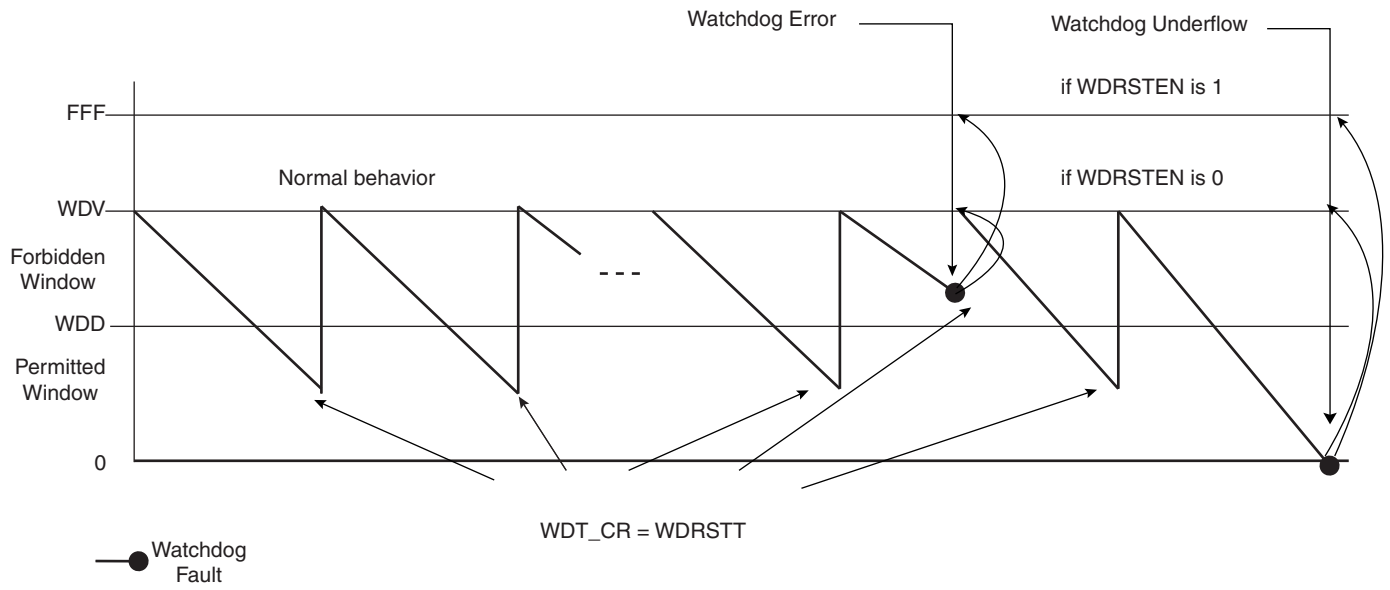 Watchdog Error
Watchdog Underflow
if WDRSTEN is 1
FFF
Normal behavior
if WDRSTEN is 0
WDV
Forbidden
Window
WDD
Permitted
Window
0
WDT_CR = WDRSTT
Watchdog
Fault